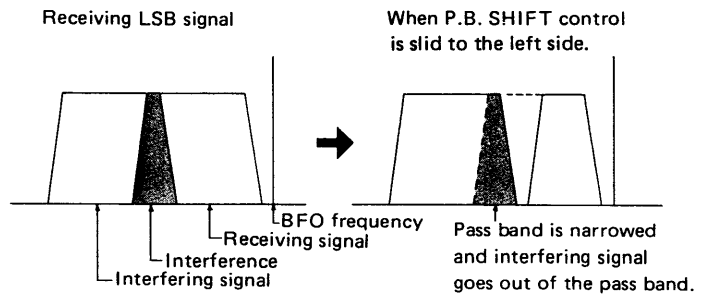 Receiving LSB signal
When P.B. SHIFT control
is slid to the left side.
BFO frequency
Receiving signal
Interference
Interfering signal
Pass band is narrowed
and interfering signal
goes out of the pass band.